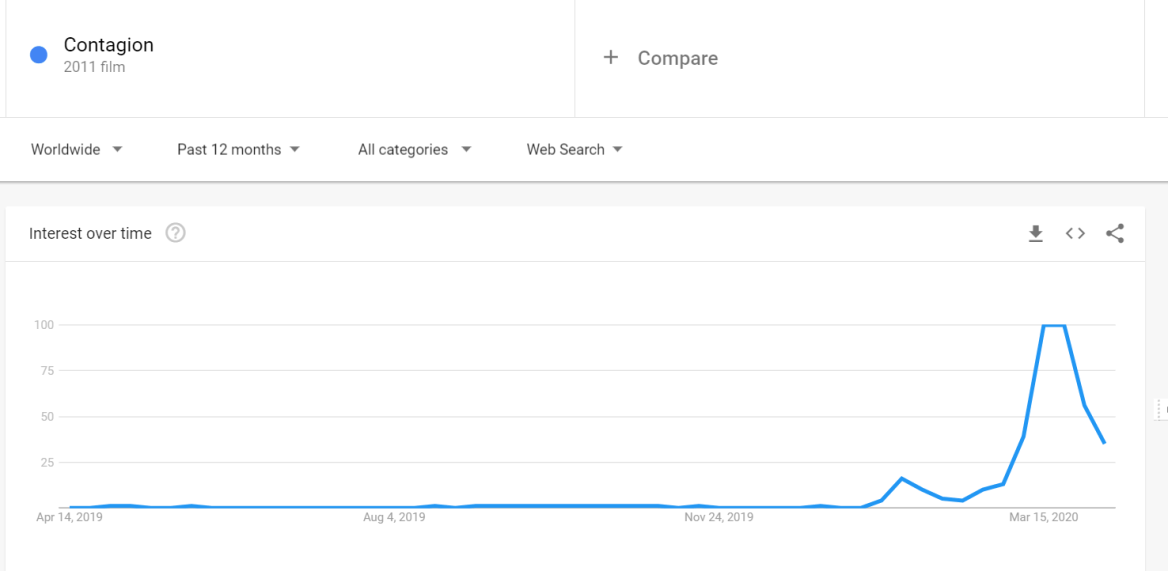 Contagion
2011 film
+ Compare
Worldwide Past 12 months All categories Web Search
Interest over time ?
100
75
50
25
Apr 14, 2019 Aug 4, 2019 Nov 24, 2019 Mar 15, 2020